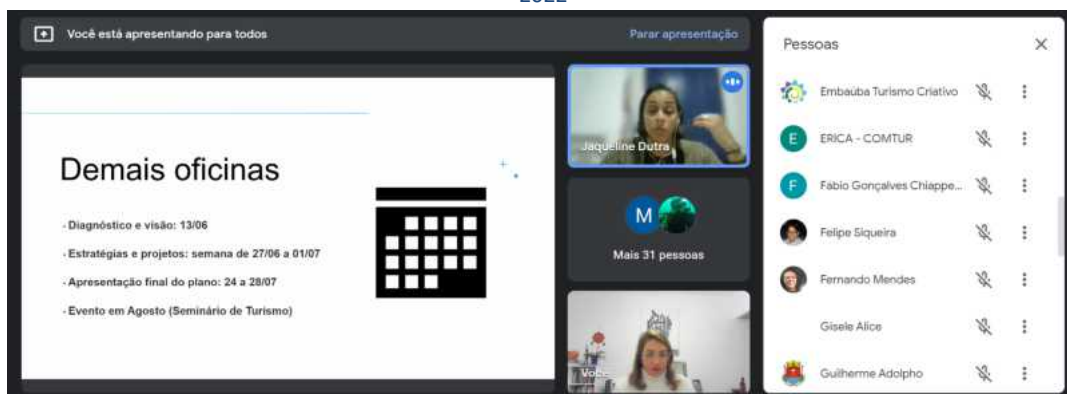 2022
Você está apresentando para todos
Parar apresentação
Demais oficinas
- Diagnóstico e visão: 13/06
- Estratégias e projetos: semana de 27/06 a 01/07
- Apresentação final do plano: 24 a 28/07
- Evento em Agosto (Seminário de Turismo)
Jaqueline Dutra
M
Mais 31 pessoas
Você
Pessoas
Embaúba Turismo Criativo
E
ERICA - COMTUR
F
Fabio Gonçalves Chiappe...
Felipe Siqueira
Fernando Mendes
Gisele Alice
Guilherme Adolpho